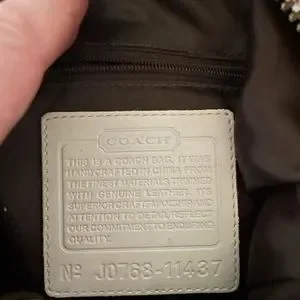 COACH
THIS IS A COACH BAG. IT WAS
HANDCRAFTED IN CHINA FROM
THE FINEST MATERIALS. TRIMMED
WITH GENUINE LEATHER. ITS
SUPERIOR CRAFTSMANSHIP AND
ATTENTION TO DETAIL REFLECT
OUR COMMITMENT TO EXCLUSIVE
QUALITY.
Nº J0768-11437